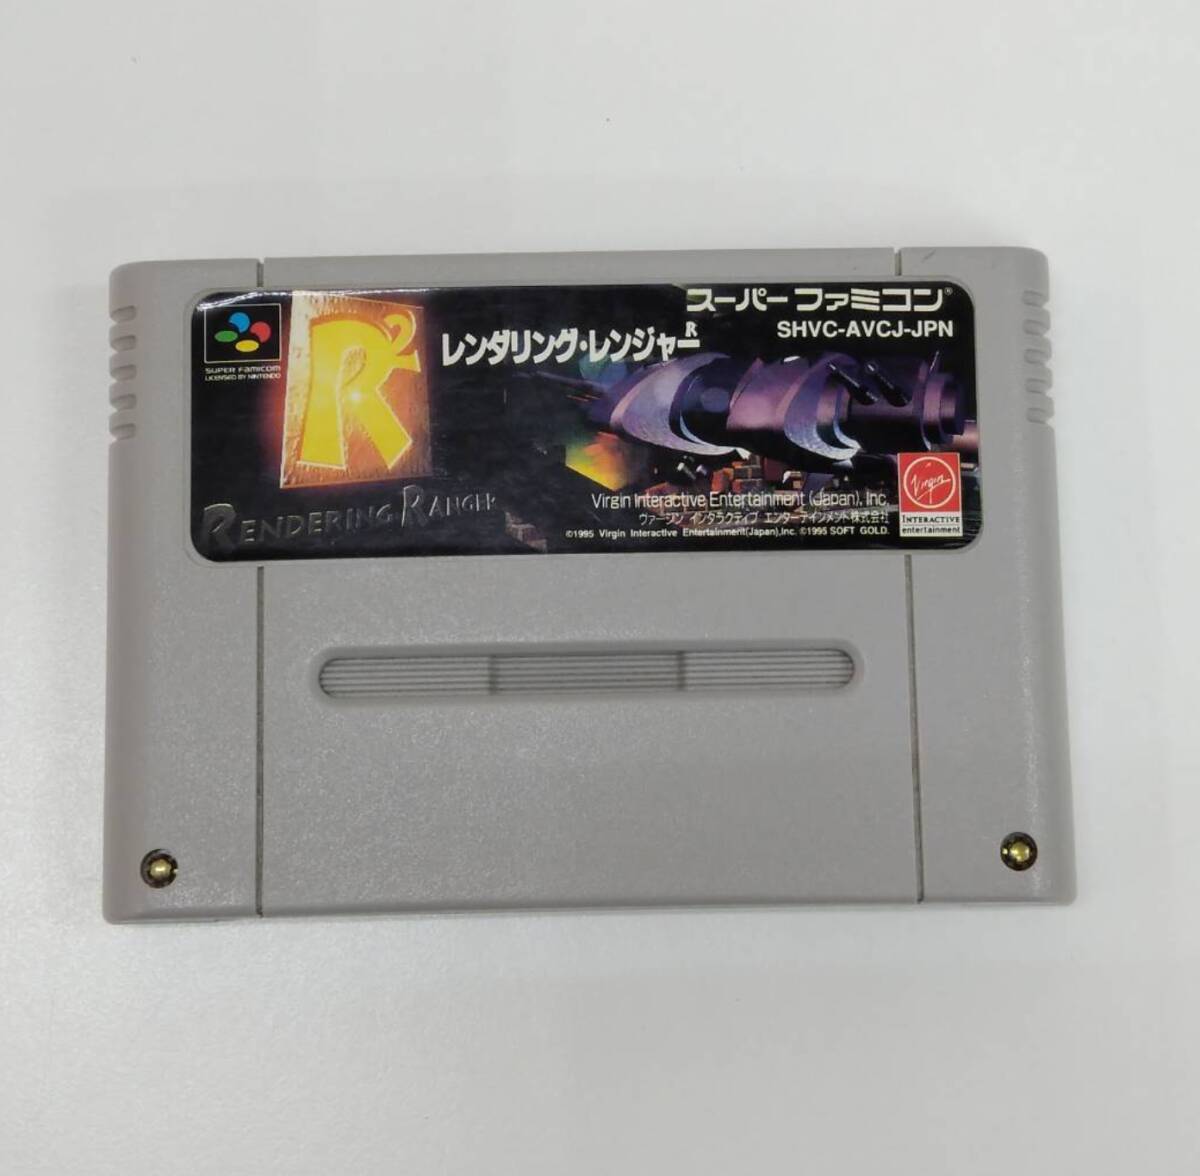 スーパーファミコン®
SHVC-AVCJ-JPN
SUPER FAMICOM
LICENSED BY NINTENDO
R²
レンダリング・レンジャーR
RENDERING RANGER
Virgin
INTERACTIVE
entertainment
Virgin Interactive Entertainment (Japan), Inc.
ヴァージン インタラクティブ エンターテインメント株式会社
©1995 Virgin Interactive Entertainment(Japan),Inc. ©1995 SOFT GOLD.